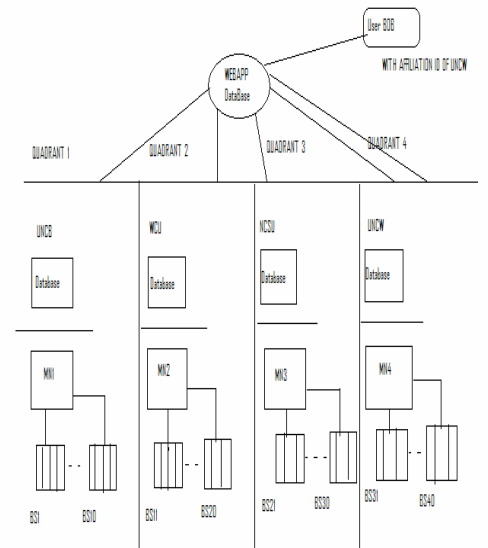 User BOB
WITH AFFILIATION ID OF UNCW
WEBAPP
DataBase
QUADRANT 1
QUADRANT 2
QUADRANT 3
QUADRANT 4
UNCB
WCU
NCSU
UNCW
Database
Database
Database
Database
MN1
MN2
MN3
MN4
BS1
BS10
BS11
BS20
BS21
BS30
BS31
BS40